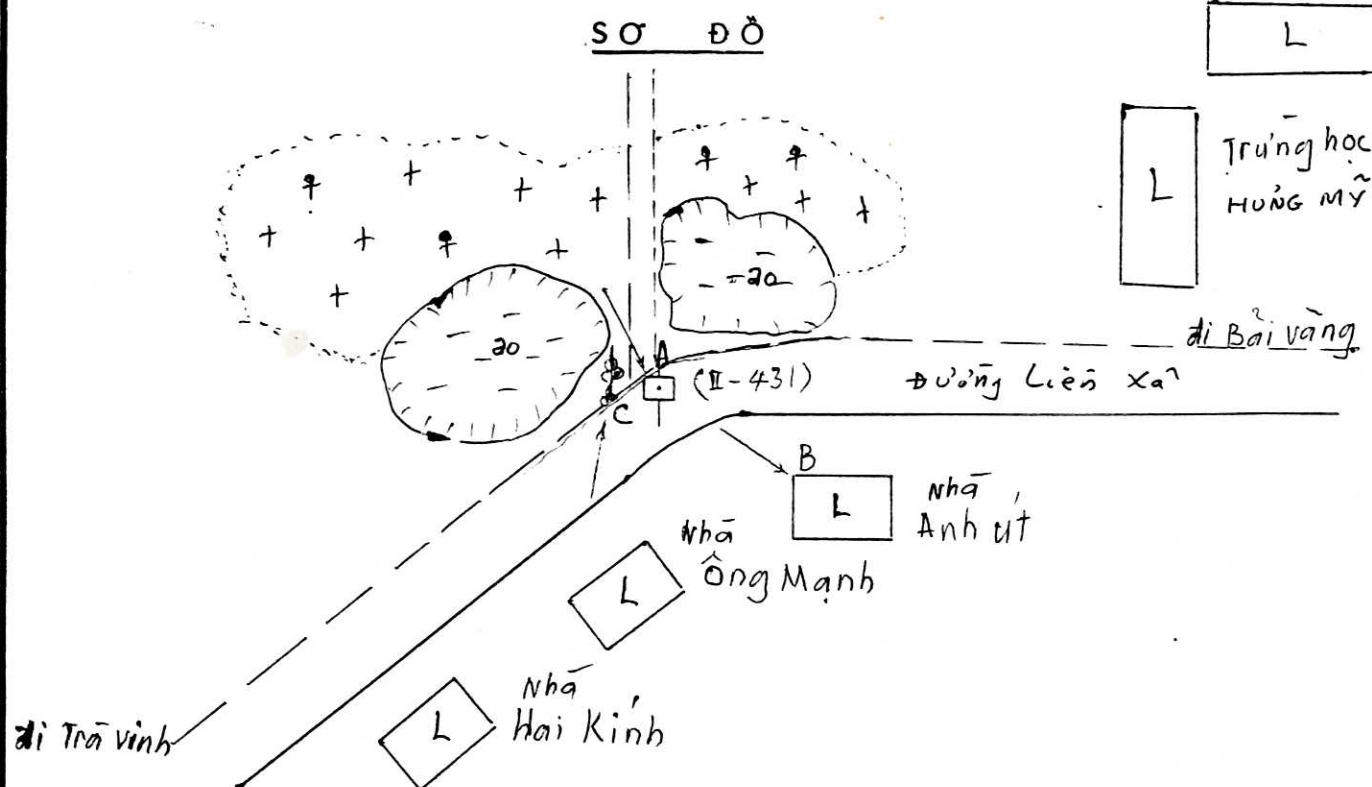 SƠ ĐỒ
L
Trường học
HƯNG MỸ
L
ao
ao
đi Bãi vàng
A
(II-431)
Đường Liên Xã
C
B
L
Nhà
Anh út
Nhà
Ông Mạnh
L
Nhà
Hai Kính
L
đi Trà vinh